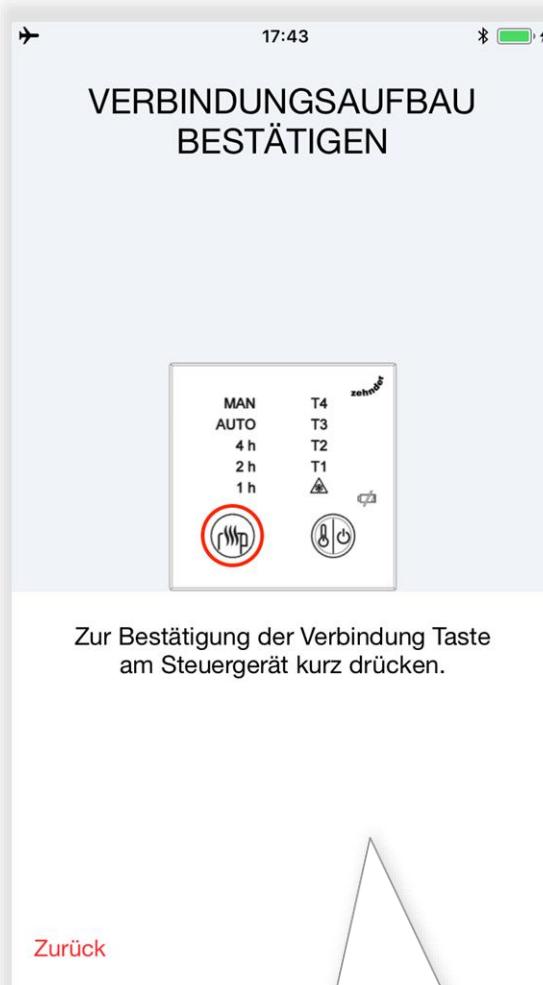 17:43
VERBINDUNGSAUFBAU
BESTÄTIGEN
zehnder
MAN T4
AUTO T3
4 h T2
2 h T1
1 h
Zur Bestätigung der Verbindung Taste
am Steuergerät kurz drücken.
Zurück